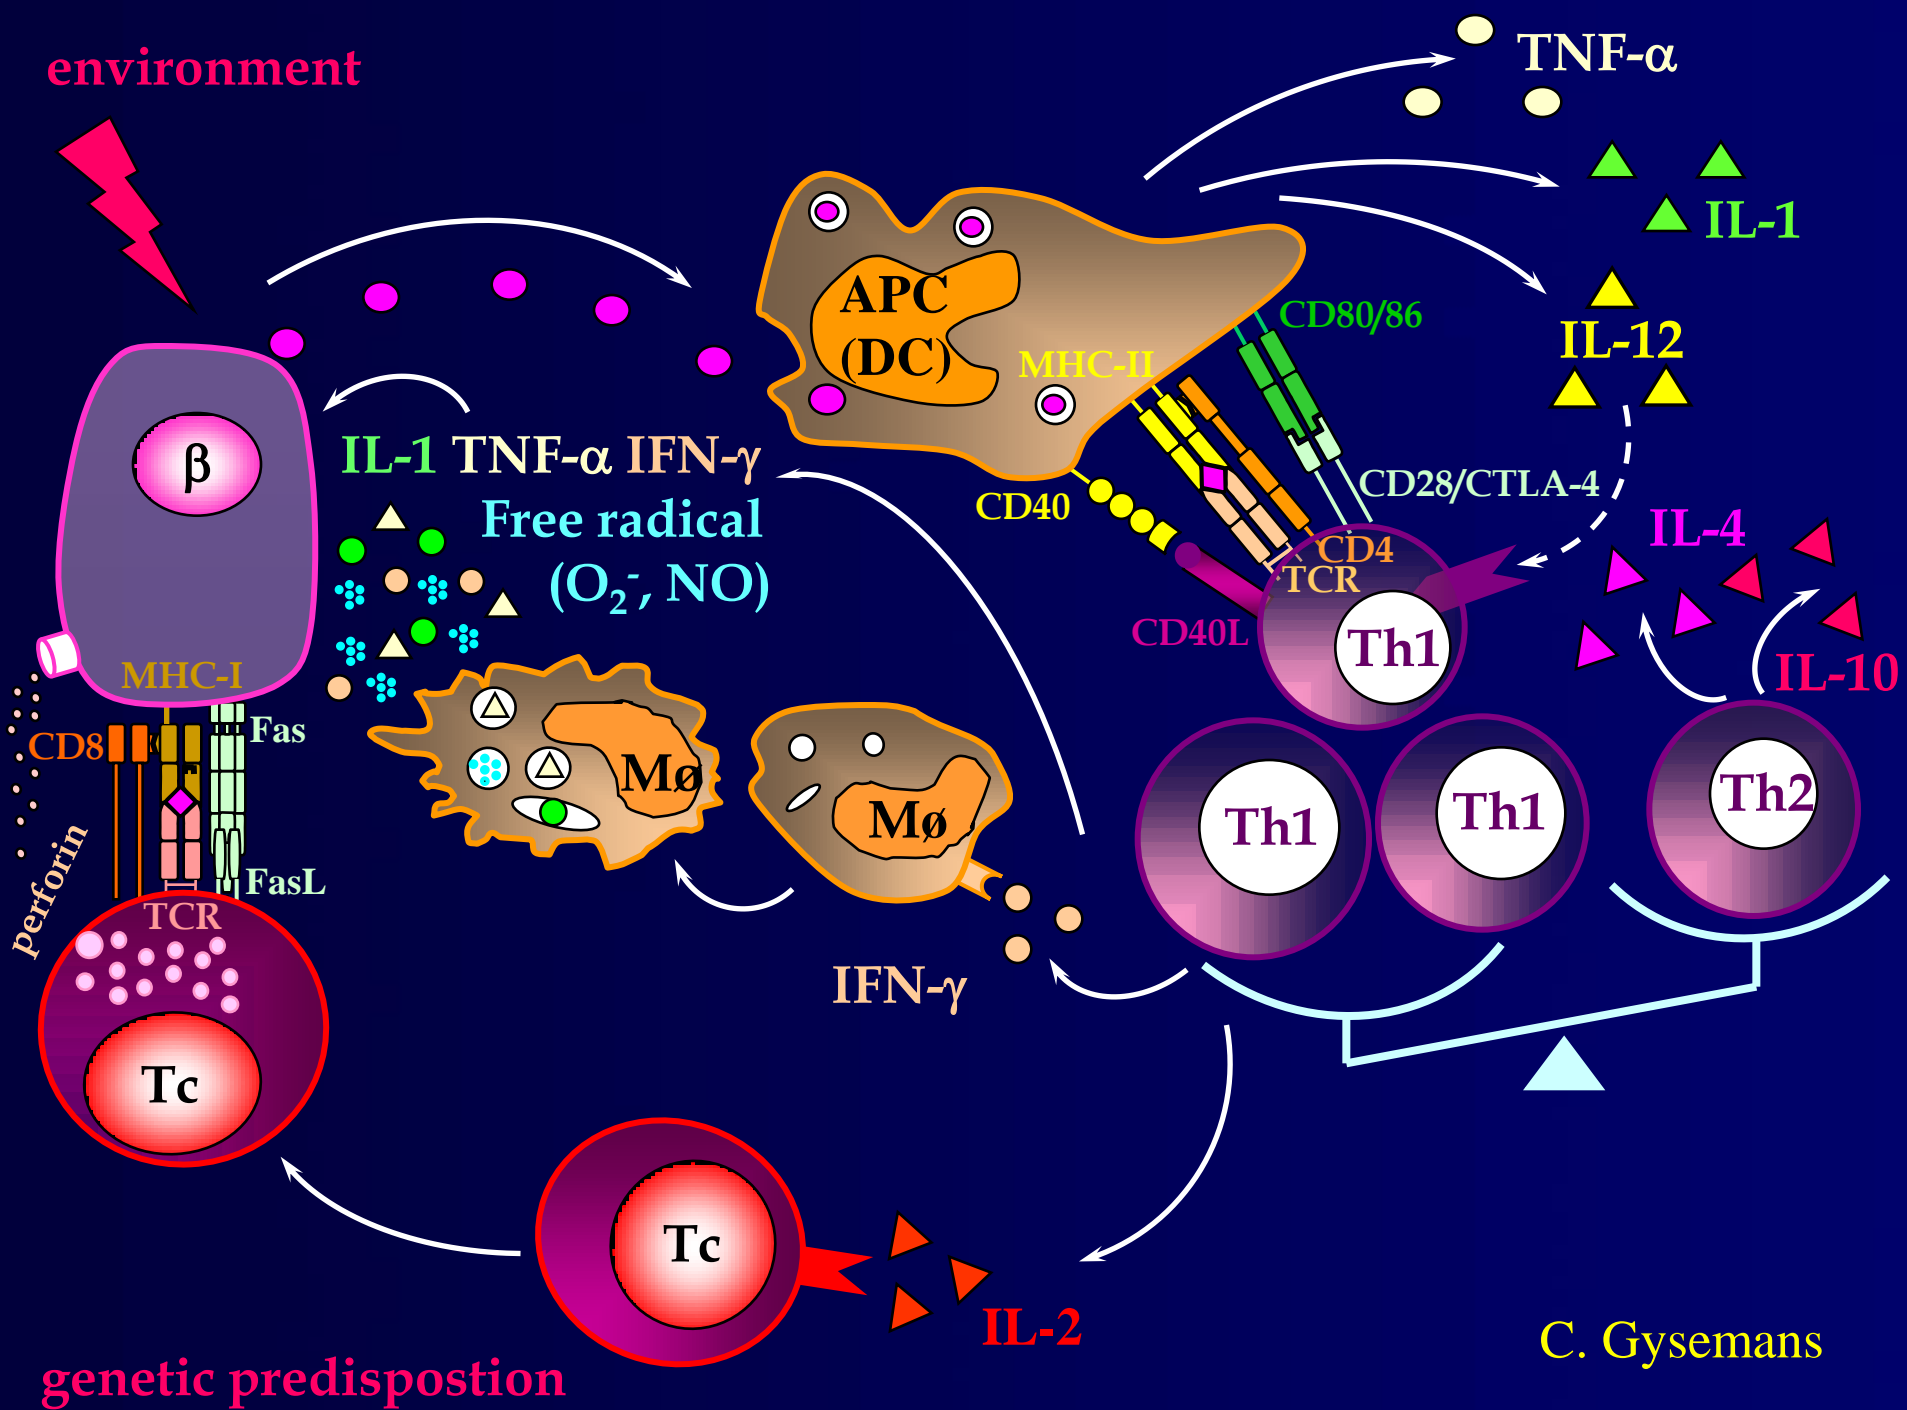 environment
TNF-α
IL-1
IL-12
APC
(DC)
MHC-II
CD80/86
CD28/CTLA-4
CD40
CD4
TCR
CD40L
Th1
IL-4
IL-10
β
IL-1 TNF-α IFN-γ
Free radical
(O2-, NO)
MHC-I
CD8
Fas
FasL
perforin
TCR
Tc
Mø
Mø
IFN-γ
Th1
Th1
Th2
Tc
IL-2
genetic predispostion
C. Gysemans